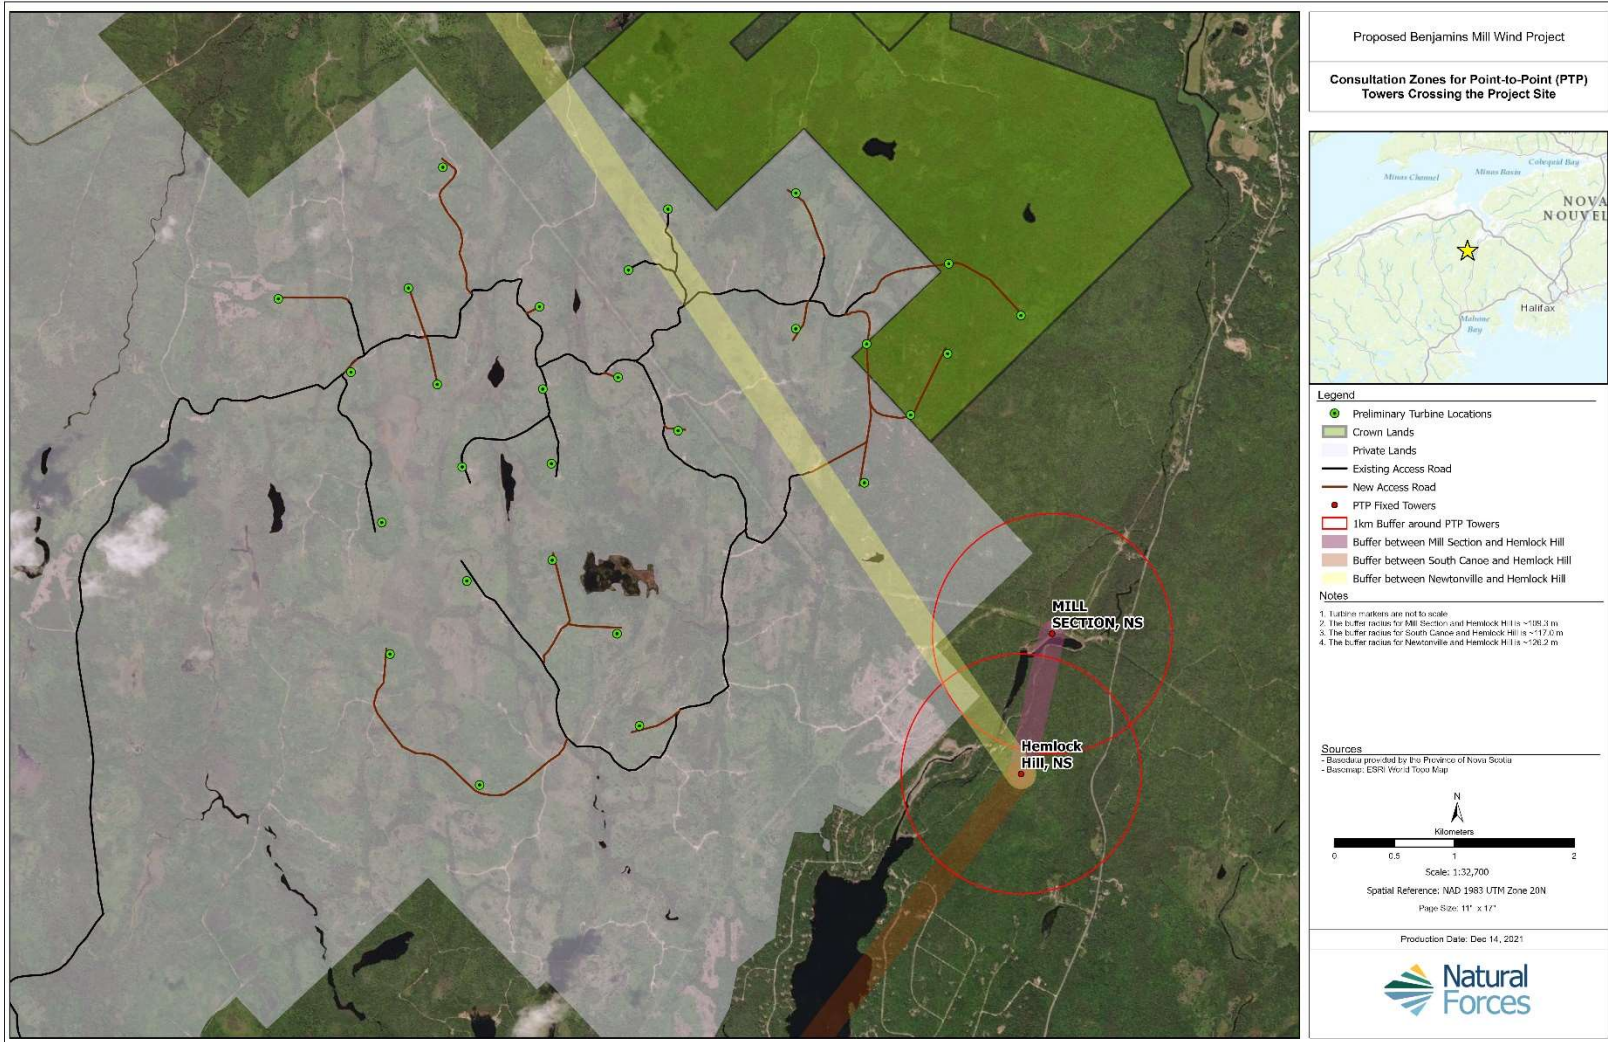 Proposed Benjamins Mill Wind Project
Consultation Zones for Point-to-Point (PTP)
Towers Crossing the Project Site
Cobequid Bay
Minas Channel
Minas Basin
NOVA
NOUVEL
Halifax
Mahone
Bay
MILL
SECTION, NS
Hemlock
Hill, NS
Legend
Preliminary Turbine Locations
Crown Lands
Private Lands
Existing Access Road
New Access Road
PTP Fixed Towers
1km Buffer around PTP Towers
Buffer between Mill Section and Hemlock Hill
Buffer between South Canoe and Hemlock Hill
Buffer between Newtonville and Hemlock Hill
Notes
1. Turbine markers are not to scale
2. The buffer radius for Mill Section and Hemlock Hill is ~109.3 m
3. The buffer radius for South Canoe and Hemlock Hill is ~117.0 m
4. The buffer radius for Newtonville and Hemlock Hill is ~126.2 m
Sources
- Basedata provided by the Province of Nova Scotia
- Basemap: ESRI World Topo Map
N
Kilometers
0 0.5 1 2
Scale: 1:32,700
Spatial Reference: NAD 1983 UTM Zone 20N
Page Size: 11" x 17"
Production Date: Dec 14, 2021
Natural
Forces